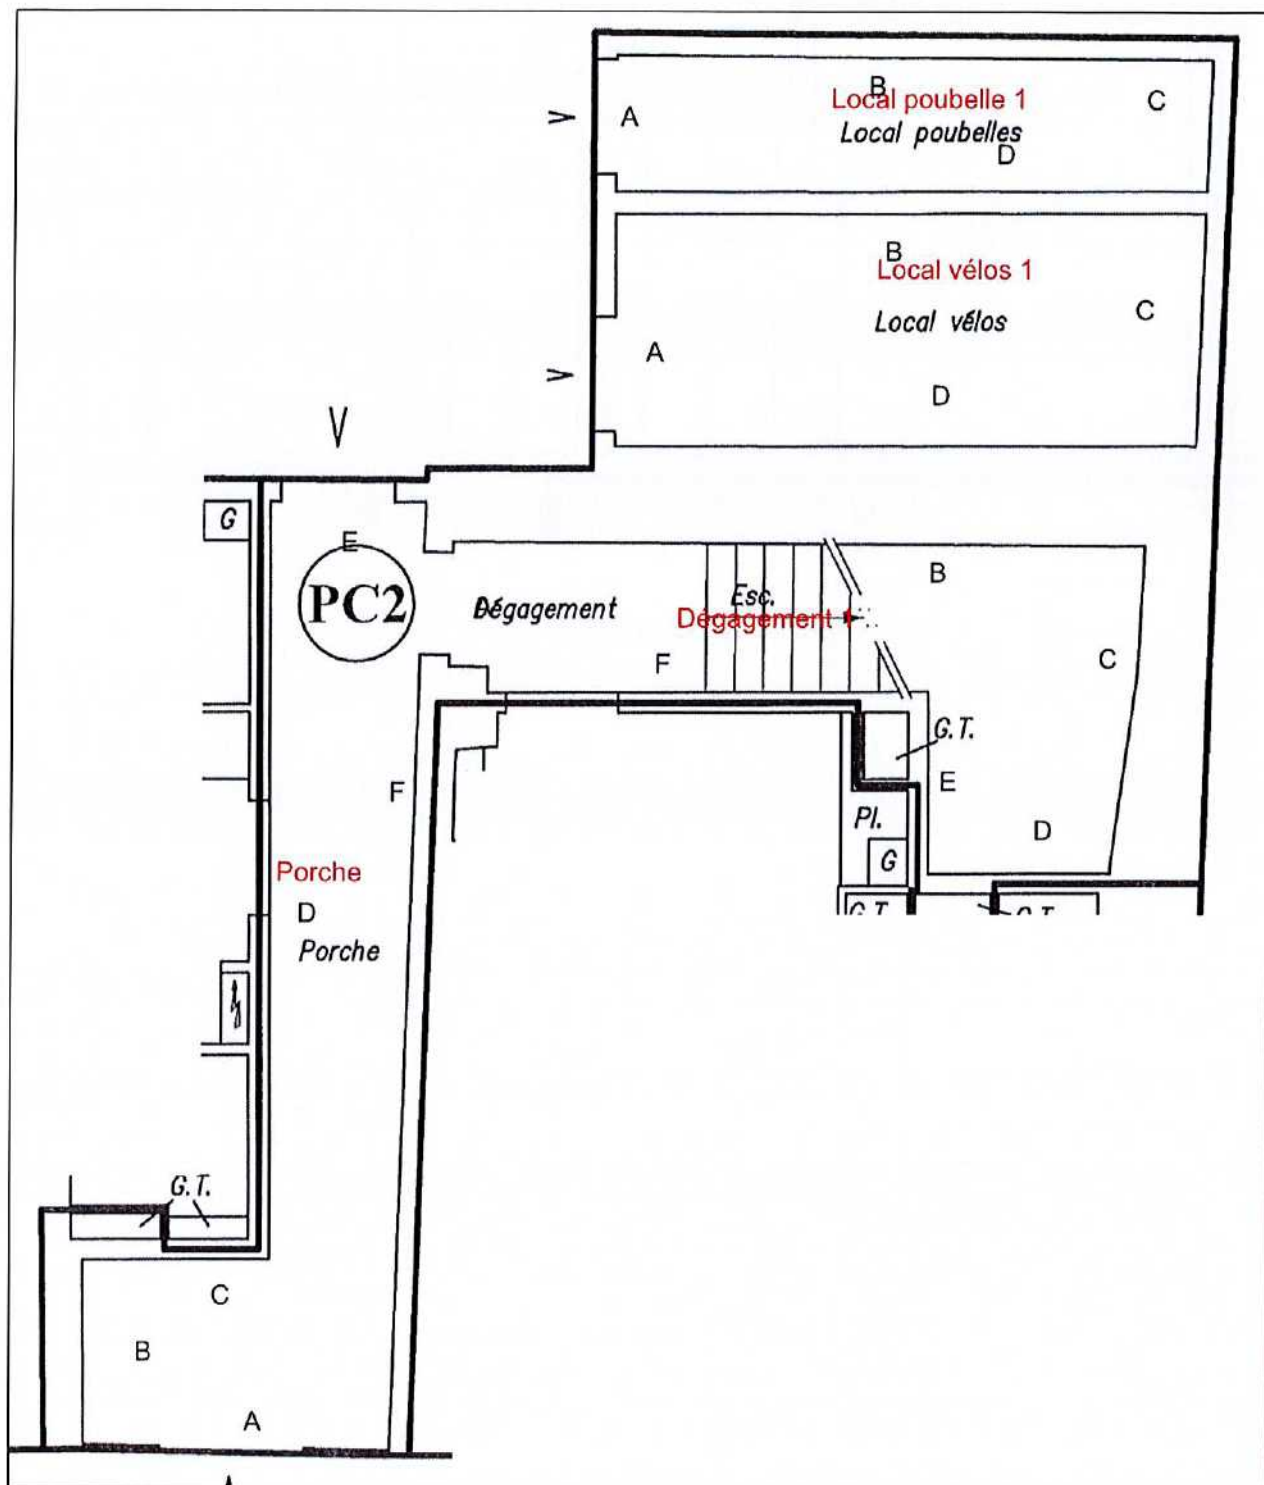 B
Local poubelle 1
C
A
Local poubelles
D
B
Local vélos 1
C
Local vélos
A
D
V
V
V
G
E
PC2
B
Dégagement
Esc.
Dégagement 1
F
C
G.T.
E
F
Pl.
D
G
Porche
D
G.T.
G.T.
Porche
G.T.
C
B
A